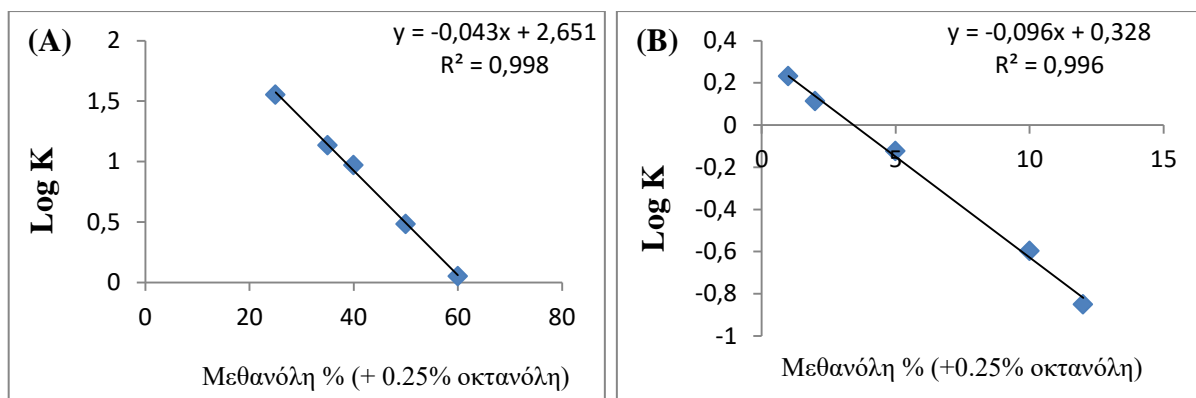 (A)
y = -0,043x + 2,651
R² = 0,998
2
1,5
1
0,5
0
0 20 40 60 80
Log K
Μεθανόλη % (+ 0.25% οκτανόλη)
(B)
y = -0,096x + 0,328
R² = 0,996
0,4
0,2
0
-0,2
-0,4
-0,6
-0,8
-1
0 5 10 15
Log K
Μεθανόλη % (+0.25% οκτανόλη)